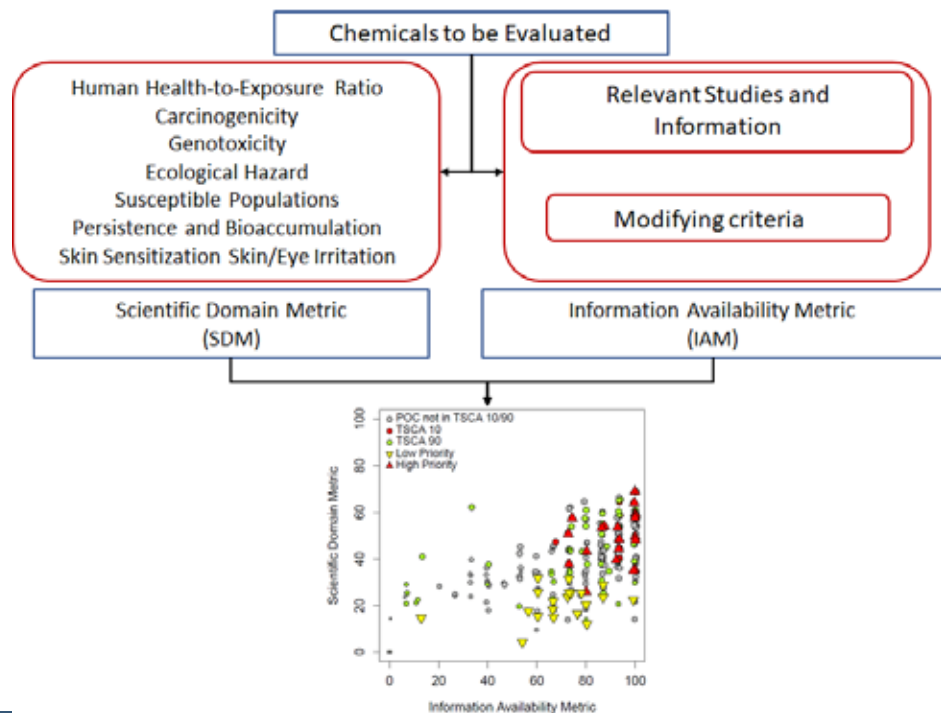 Chemicals to be Evaluated
Human Health-to-Exposure Ratio
Carcinogenicity
Genotoxicity
Ecological Hazard
Susceptible Populations
Persistence and Bioaccumulation
Skin Sensitization Skin/Eye Irritation
Relevant Studies and
Information
Modifying criteria
Scientific Domain Metric
(SDM)
Information Availability Metric
(IAM)
POC not in TSCA 10/90
TSCA 10
TSCA 90
Low Priority
High Priority
Scientific Domain Metric
100
80
60
40
20
0
0 20 40 60 80 100
Information Availability Metric